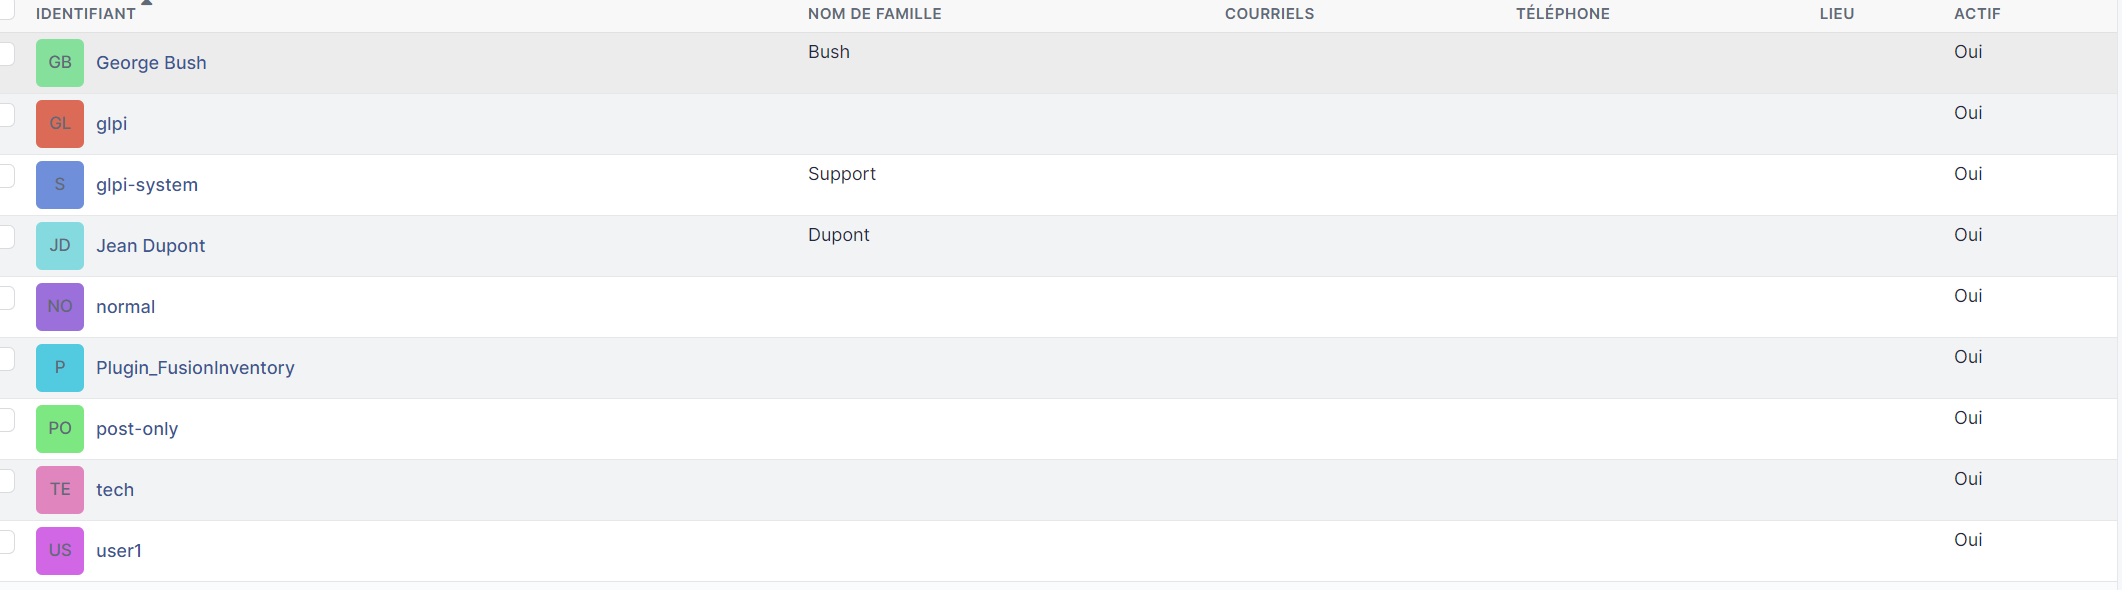 IDENTIFIANT NOM DE FAMILLE COURRIELS TÉLÉPHONE LIEU ACTIF
GB George Bush Bush Oui
GL glpi Oui
S glpi-system Support Oui
JD Jean Dupont Dupont Oui
NO normal Oui
P Plugin_FusionInventory Oui
PO post-only Oui
TE tech Oui
US user1 Oui